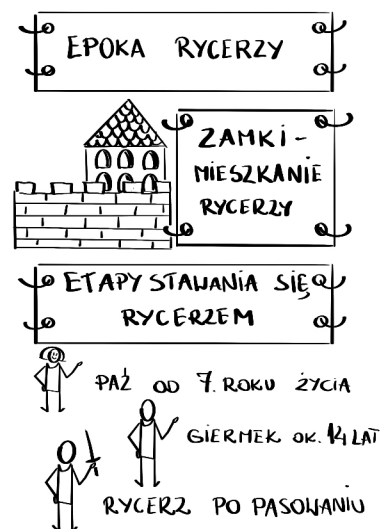 EPOKA RYCERZY
ZAMKI -
MIESZKANIE
RYCERZY
ETAPY STAWANIA SIĘ
RYCERZEM
PAŹ OD 7. ROKU ŻYCIA
GIERMEK OK. 14 LAT
RYCERZ PO PASOWANIU